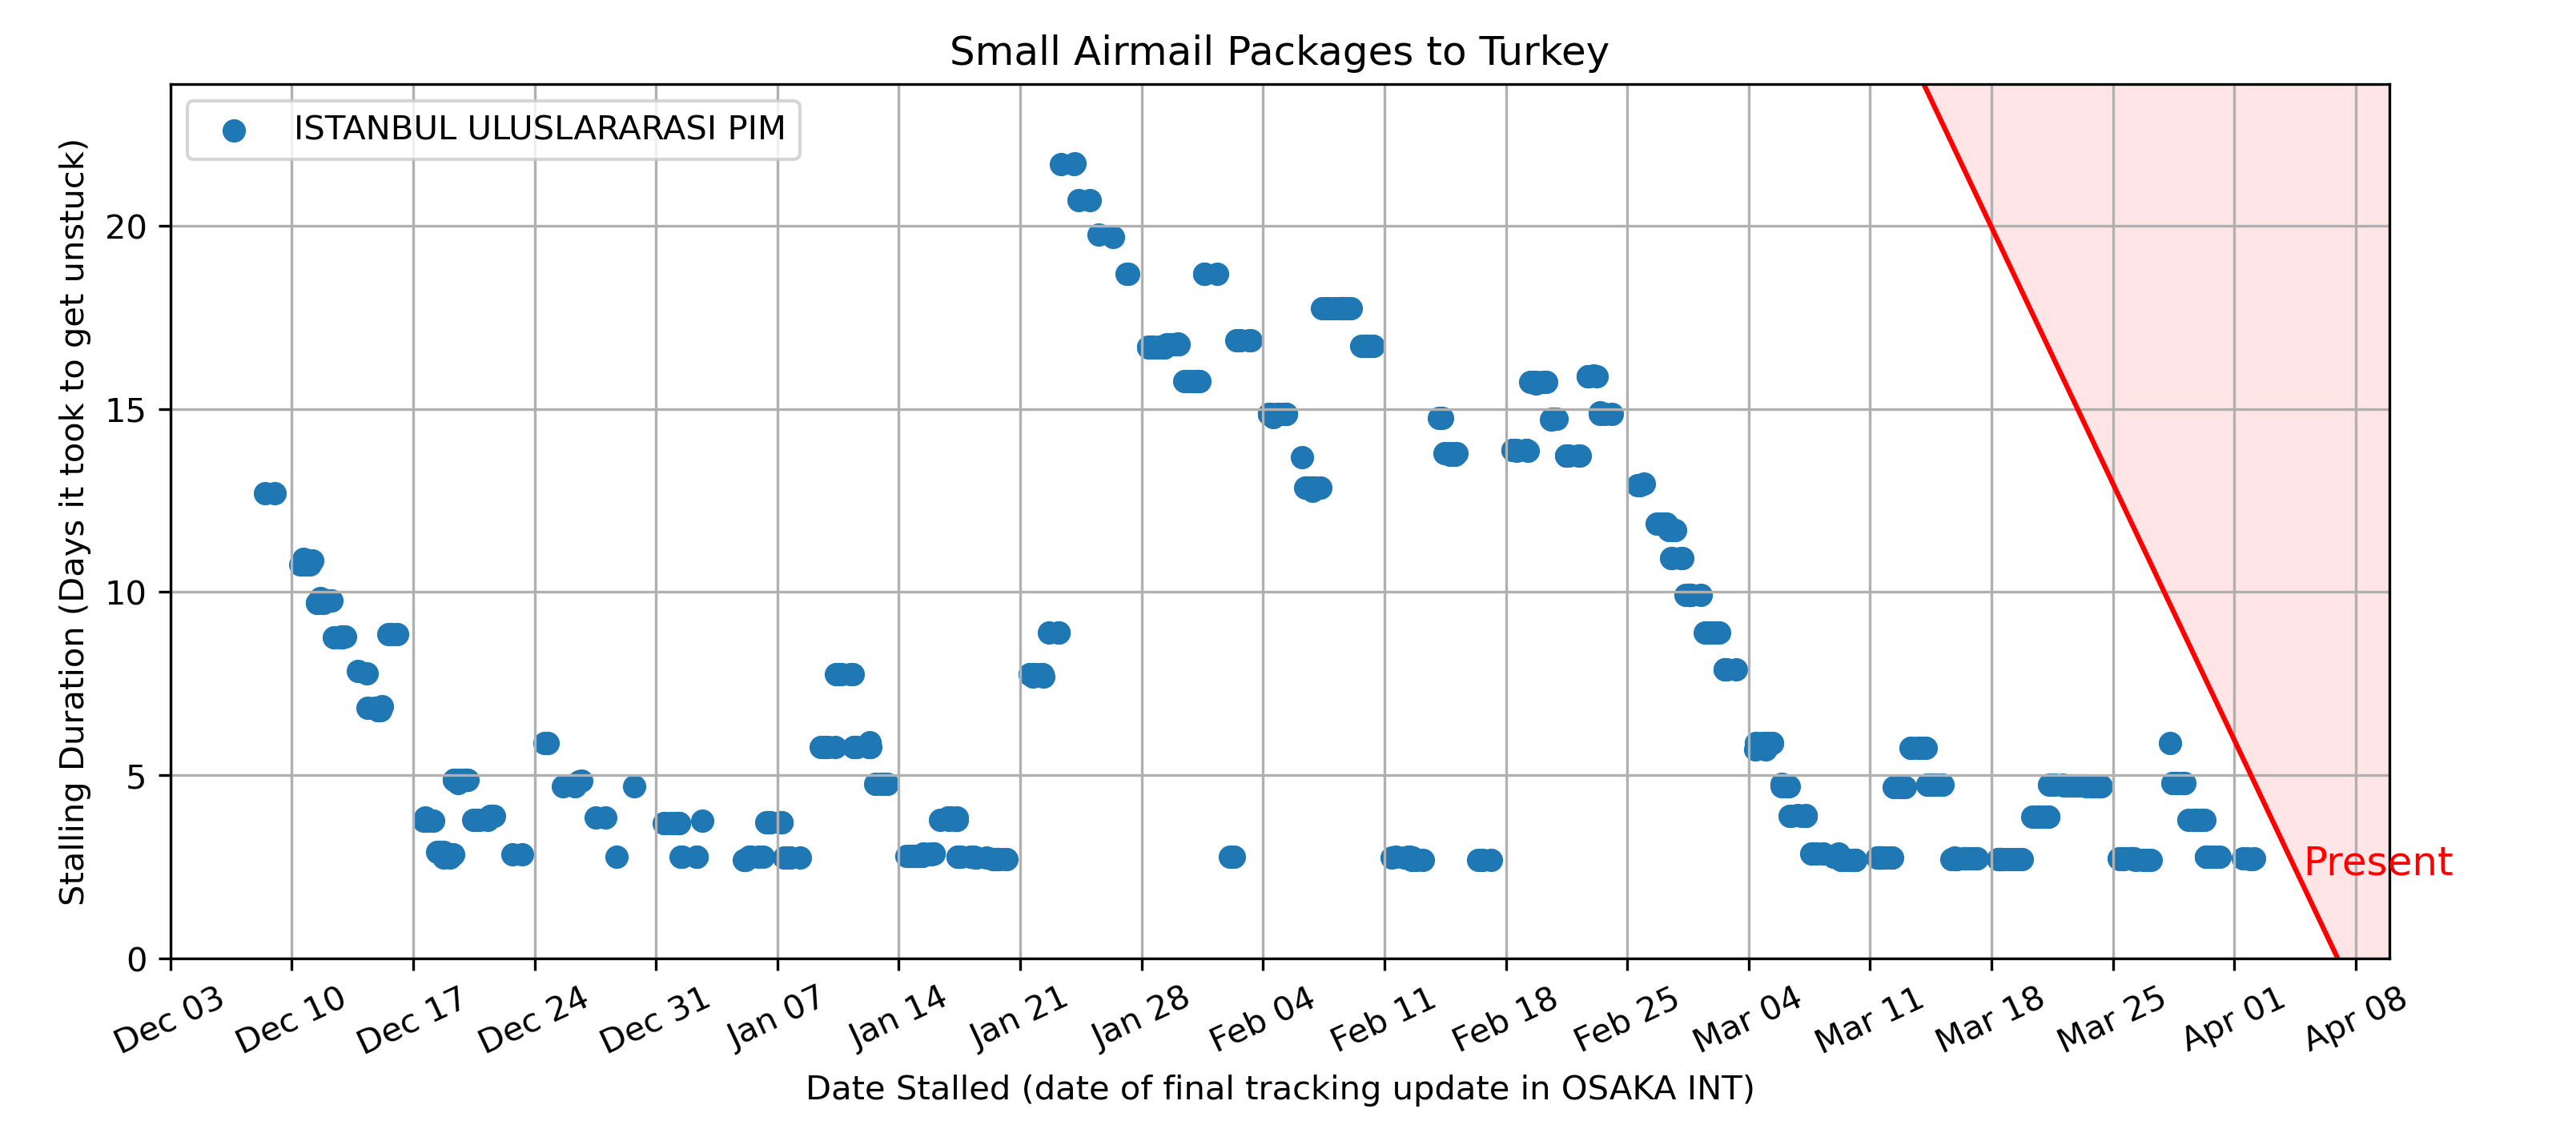 Small Airmail Packages to Turkey
ISTANBUL ULUSLARARASI PIM
Stalling Duration (Days it took to get unstuck)
20
15
10
5
0
Present
Dec 03
Dec 10
Dec 17
Dec 24
Dec 31
Jan 07
Jan 14
Jan 21
Jan 28
Feb 04
Feb 11
Feb 18
Feb 25
Mar 04
Mar 11
Mar 18
Mar 25
Apr 01
Apr 08
Date Stalled (date of final tracking update in OSAKA INT)